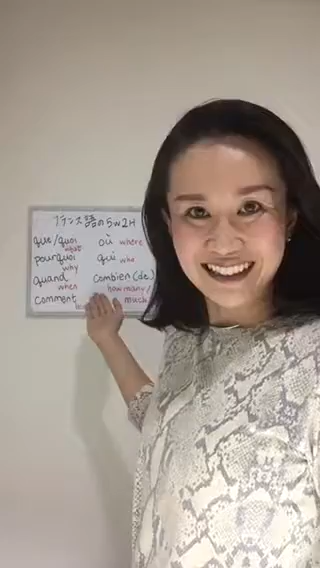 フランス語の5W2H
que/quoi what où where
pourquoi why qui who
quand when combien(de)
comment how many/
much